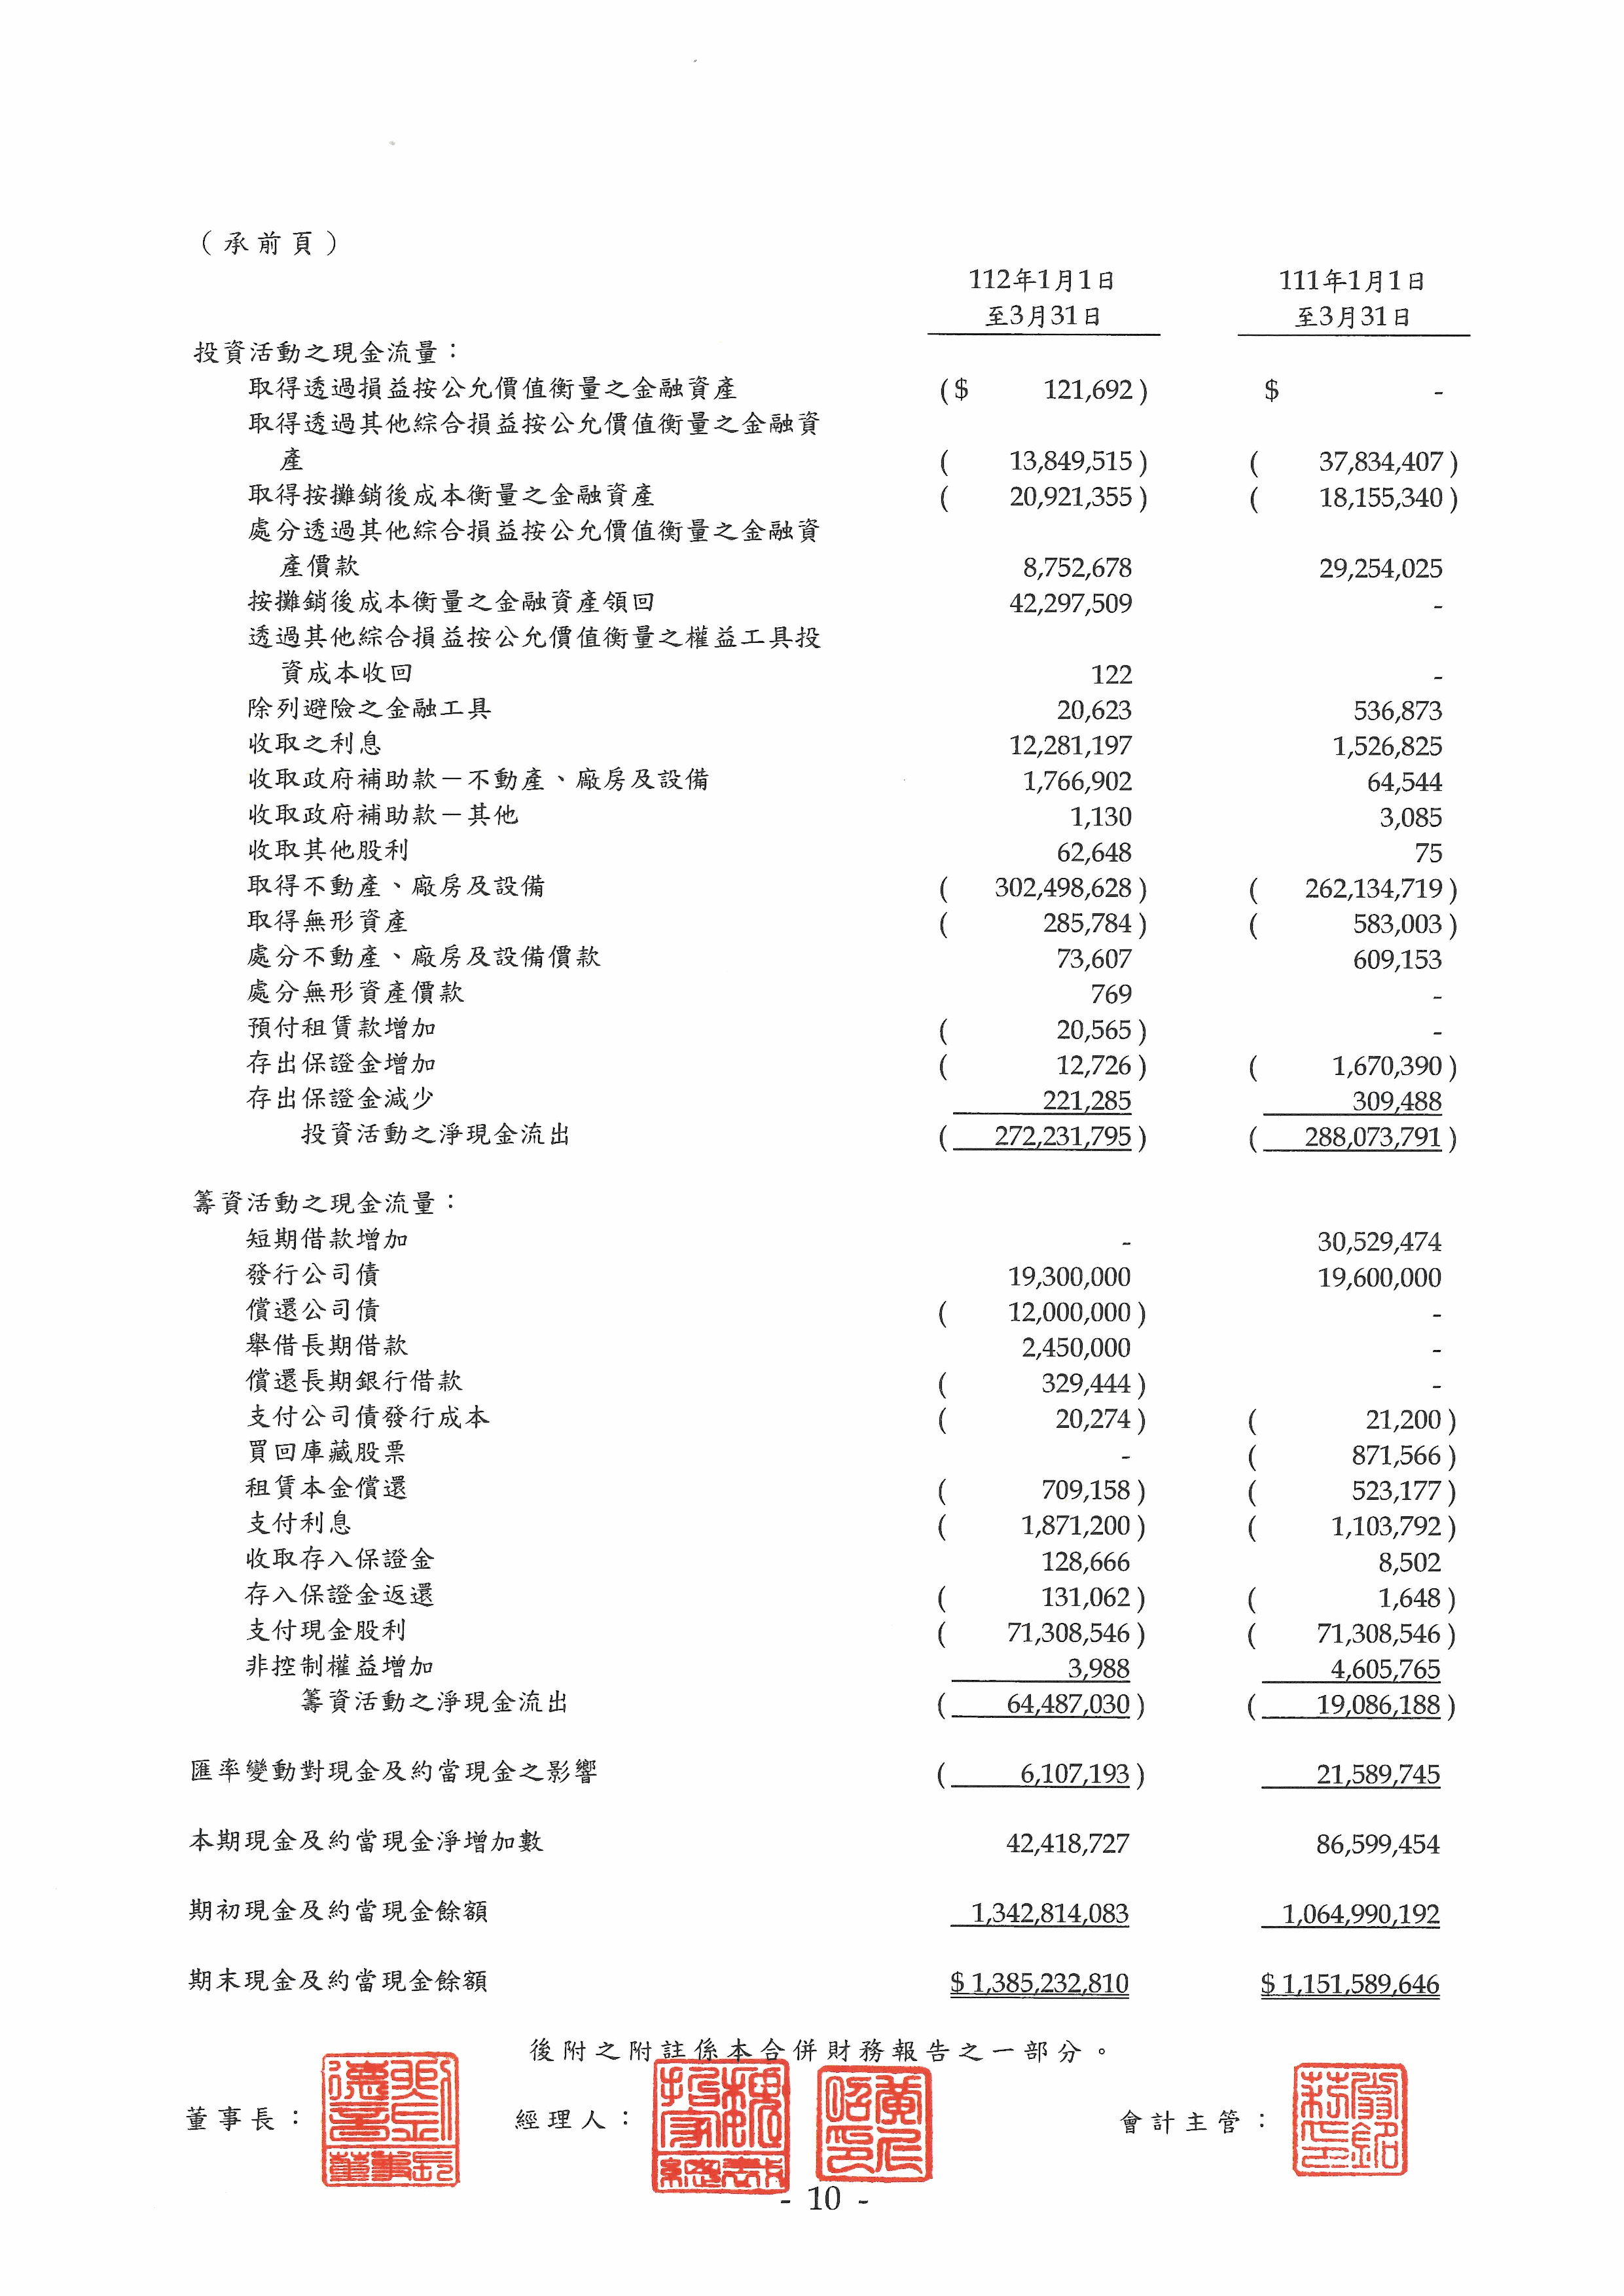 （承前頁）
112年1月1日 111年1月1日
至3月31日 至3月31日
投資活動之現金流量：
取得透過損益按公允價值衡量之金融資產 ($ 121,692) $ -
取得透過其他綜合損益按公允價值衡量之金融資
產 ( 13,849,515) ( 37,834,407)
取得按攤銷後成本衡量之金融資產 ( 20,921,355) ( 18,155,340)
處分透過其他綜合損益按公允價值衡量之金融資
產價款 8,752,678 29,254,025
按攤銷後成本衡量之金融資產領回 42,297,509 -
透過其他綜合損益按公允價值衡量之權益工具投
資成本收回 122 -
除列避險之金融工具 20,623 536,873
收取之利息 12,281,197 1,526,825
收取政府補助款－不動產、廠房及設備 1,766,902 64,544
收取政府補助款－其他 1,130 3,085
收取其他股利 62,648 75
取得不動產、廠房及設備 ( 302,498,628) ( 262,134,719)
取得無形資產 ( 285,784) ( 583,003)
處分不動產、廠房及設備價款 73,607 609,153
處分無形資產價款 769 -
預付租賃款增加 ( 20,565) -
存出保證金增加 ( 12,726) ( 1,670,390)
存出保證金減少 221,285 309,488
投資活動之淨現金流出 ( 272,231,795) ( 288,073,791)
籌資活動之現金流量：
短期借款增加 - 30,529,474
發行公司債 19,300,000 19,600,000
償還公司債 ( 12,000,000) -
舉借長期借款 2,450,000 -
償還長期銀行借款 ( 329,444) -
支付公司債發行成本 ( 20,274) ( 21,200)
買回庫藏股票 - ( 871,566)
租賃本金償還 ( 709,158) ( 523,177)
支付利息 ( 1,871,200) ( 1,103,792)
收取存入保證金 128,666 8,502
存入保證金返還 ( 131,062) ( 1,648)
支付現金股利 ( 71,308,546) ( 71,308,546)
非控制權益增加 3,988 4,605,765
籌資活動之淨現金流出 ( 64,487,030) ( 19,086,188)
匯率變動對現金及約當現金之影響 ( 6,107,193) 21,589,745
本期現金及約當現金淨增加數 42,418,727 86,599,454
期初現金及約當現金餘額 1,342,814,083 1,064,990,192
期末現金及約當現金餘額 $ 1,385,232,810 $ 1,151,589,646
後附之附註係本合併財務報告之一部分。
董事長： 經理人： 會計主管：
- 10 -